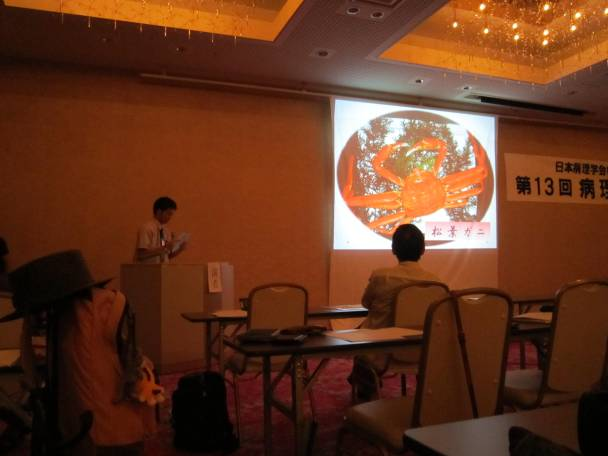 日本病理学会
第13回 病理
松葉ガニ